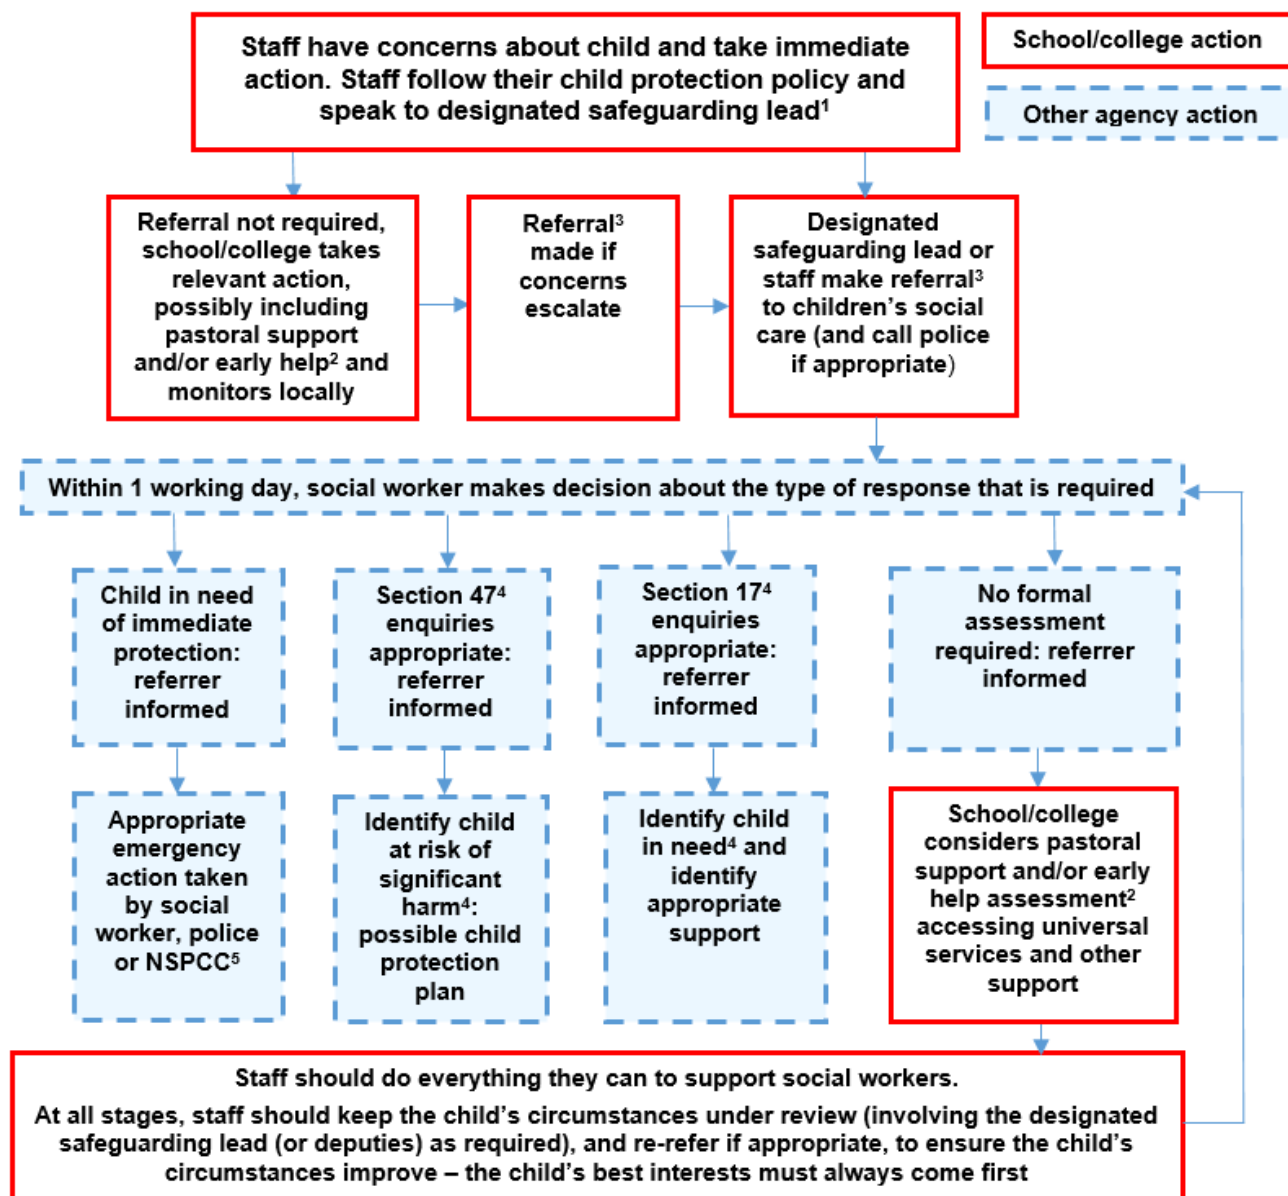 Staff have concerns about child and take immediate
action. Staff follow their child protection policy and
speak to designated safeguarding lead¹
School/college action
Other agency action
Referral not required,
school/college takes
relevant action,
possibly including
pastoral support
and/or early help² and
monitors locally
Referral³
made if
concerns
escalate
Designated
safeguarding lead or
staff make referral³
to children’s social
care (and call police
if appropriate)
Within 1 working day, social worker makes decision about the type of response that is required
Child in need
of immediate
protection:
referrer
informed
Section 47⁴
enquiries
appropriate:
referrer
informed
Section 17⁴
enquiries
appropriate:
referrer
informed
No formal
assessment
required: referrer
informed
Appropriate
emergency
action taken
by social
worker, police
or NSPCC⁵
Identify child
at risk of
significant
harm⁴:
possible child
protection
plan
Identify child
in need⁴ and
identify
appropriate
support
School/college
considers pastoral
support and/or early
help assessment²
accessing universal
services and other
support
Staff should do everything they can to support social workers.
At all stages, staff should keep the child’s circumstances under review (involving the designated
safeguarding lead (or deputies) as required), and re-refer if appropriate, to ensure the child’s
circumstances improve – the child’s best interests must always come first